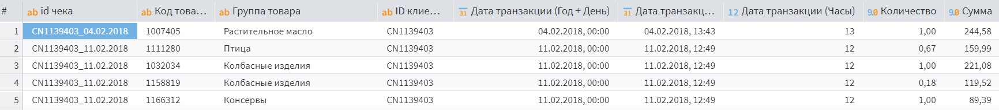 # ab id чека ab Код това... ab Группа товара ab ID клие... 31 Дата транзакции (Год + День) 31 Дата транзакц... 12 Дата транзакции (Часы) 9.0 Количество 9.0 Сумма
1 CN1139403_04.02.2018 1007405 Растительное масло CN1139403 04.02.2018, 00:00 04.02.2018, 13:43 13 1,00 244,58
2 CN1139403_11.02.2018 1111280 Птица CN1139403 11.02.2018, 00:00 11.02.2018, 12:49 12 0,67 159,99
3 CN1139403_11.02.2018 1032034 Колбасные изделия CN1139403 11.02.2018, 00:00 11.02.2018, 12:49 12 1,00 221,08
4 CN1139403_11.02.2018 1158819 Колбасные изделия CN1139403 11.02.2018, 00:00 11.02.2018, 12:49 12 0,18 119,52
5 CN1139403_11.02.2018 1166312 Консервы CN1139403 11.02.2018, 00:00 11.02.2018, 12:49 12 1,00 89,39